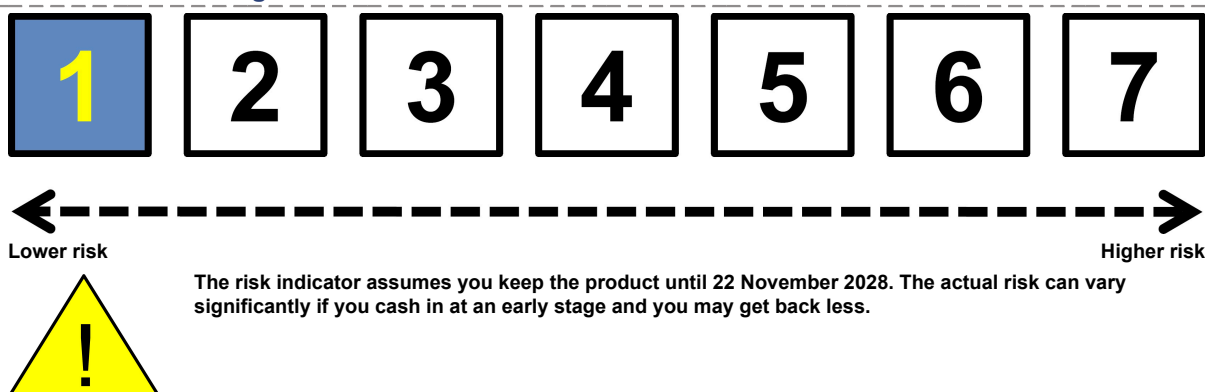 1 2 3 4 5 6 7
Lower risk Higher risk
The risk indicator assumes you keep the product until 22 November 2028. The actual risk can vary
significantly if you cash in at an early stage and you may get back less.
!